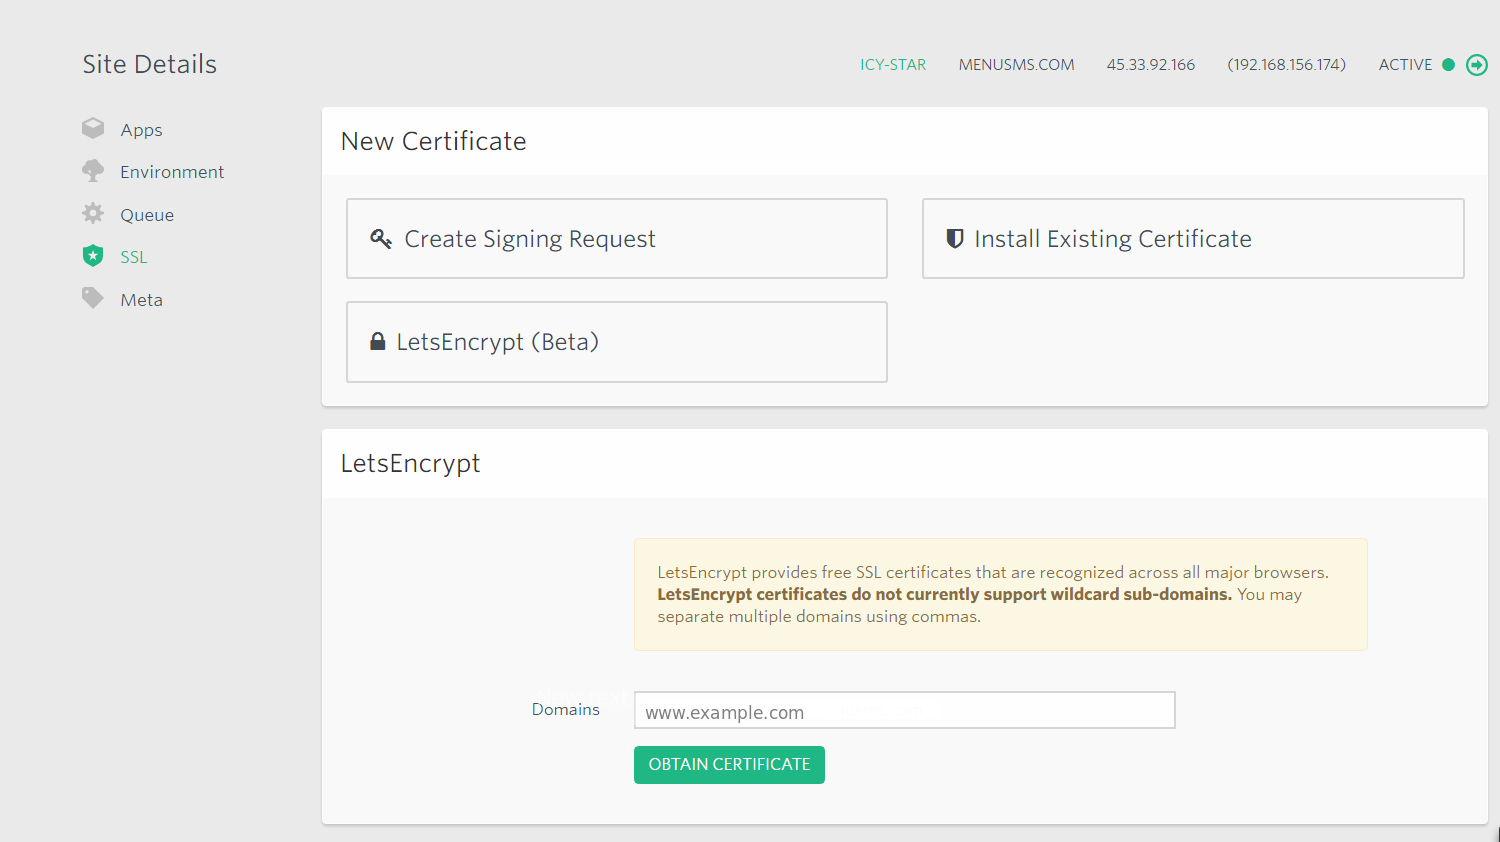 Site Details
ICY-STAR MENUSMS.COM 45.33.92.166 (192.168.156.174) ACTIVE
Apps
Environment
Queue
SSL
Meta
New Certificate
Create Signing Request
Install Existing Certificate
LetsEncrypt (Beta)
LetsEncrypt
LetsEncrypt provides free SSL certificates that are recognized across all major browsers.
LetsEncrypt certificates do not currently support wildcard sub-domains. You may
separate multiple domains using commas.
Domains
www.example.com
OBTAIN CERTIFICATE